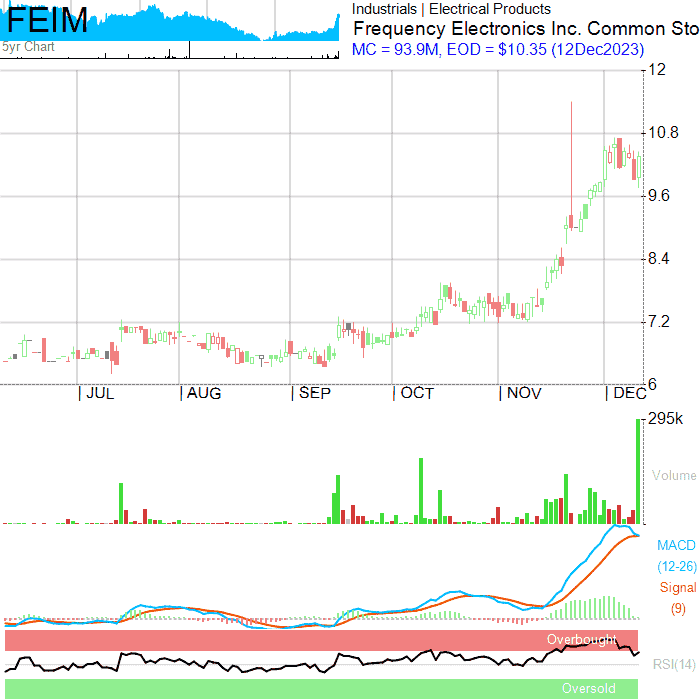 FEIM
5yr Chart
Industrials | Electrical Products
Frequency Electronics Inc. Common Sto
MC = 93.9M, EOD = $10.35 (12Dec2023)
12
10.8
9.6
8.4
7.2
6
| JUL | AUG | SEP | OCT | NOV | DEC
295k
Volume
MACD
(12-26)
Signal
(9)
Overbought
RSI(14)
Oversold